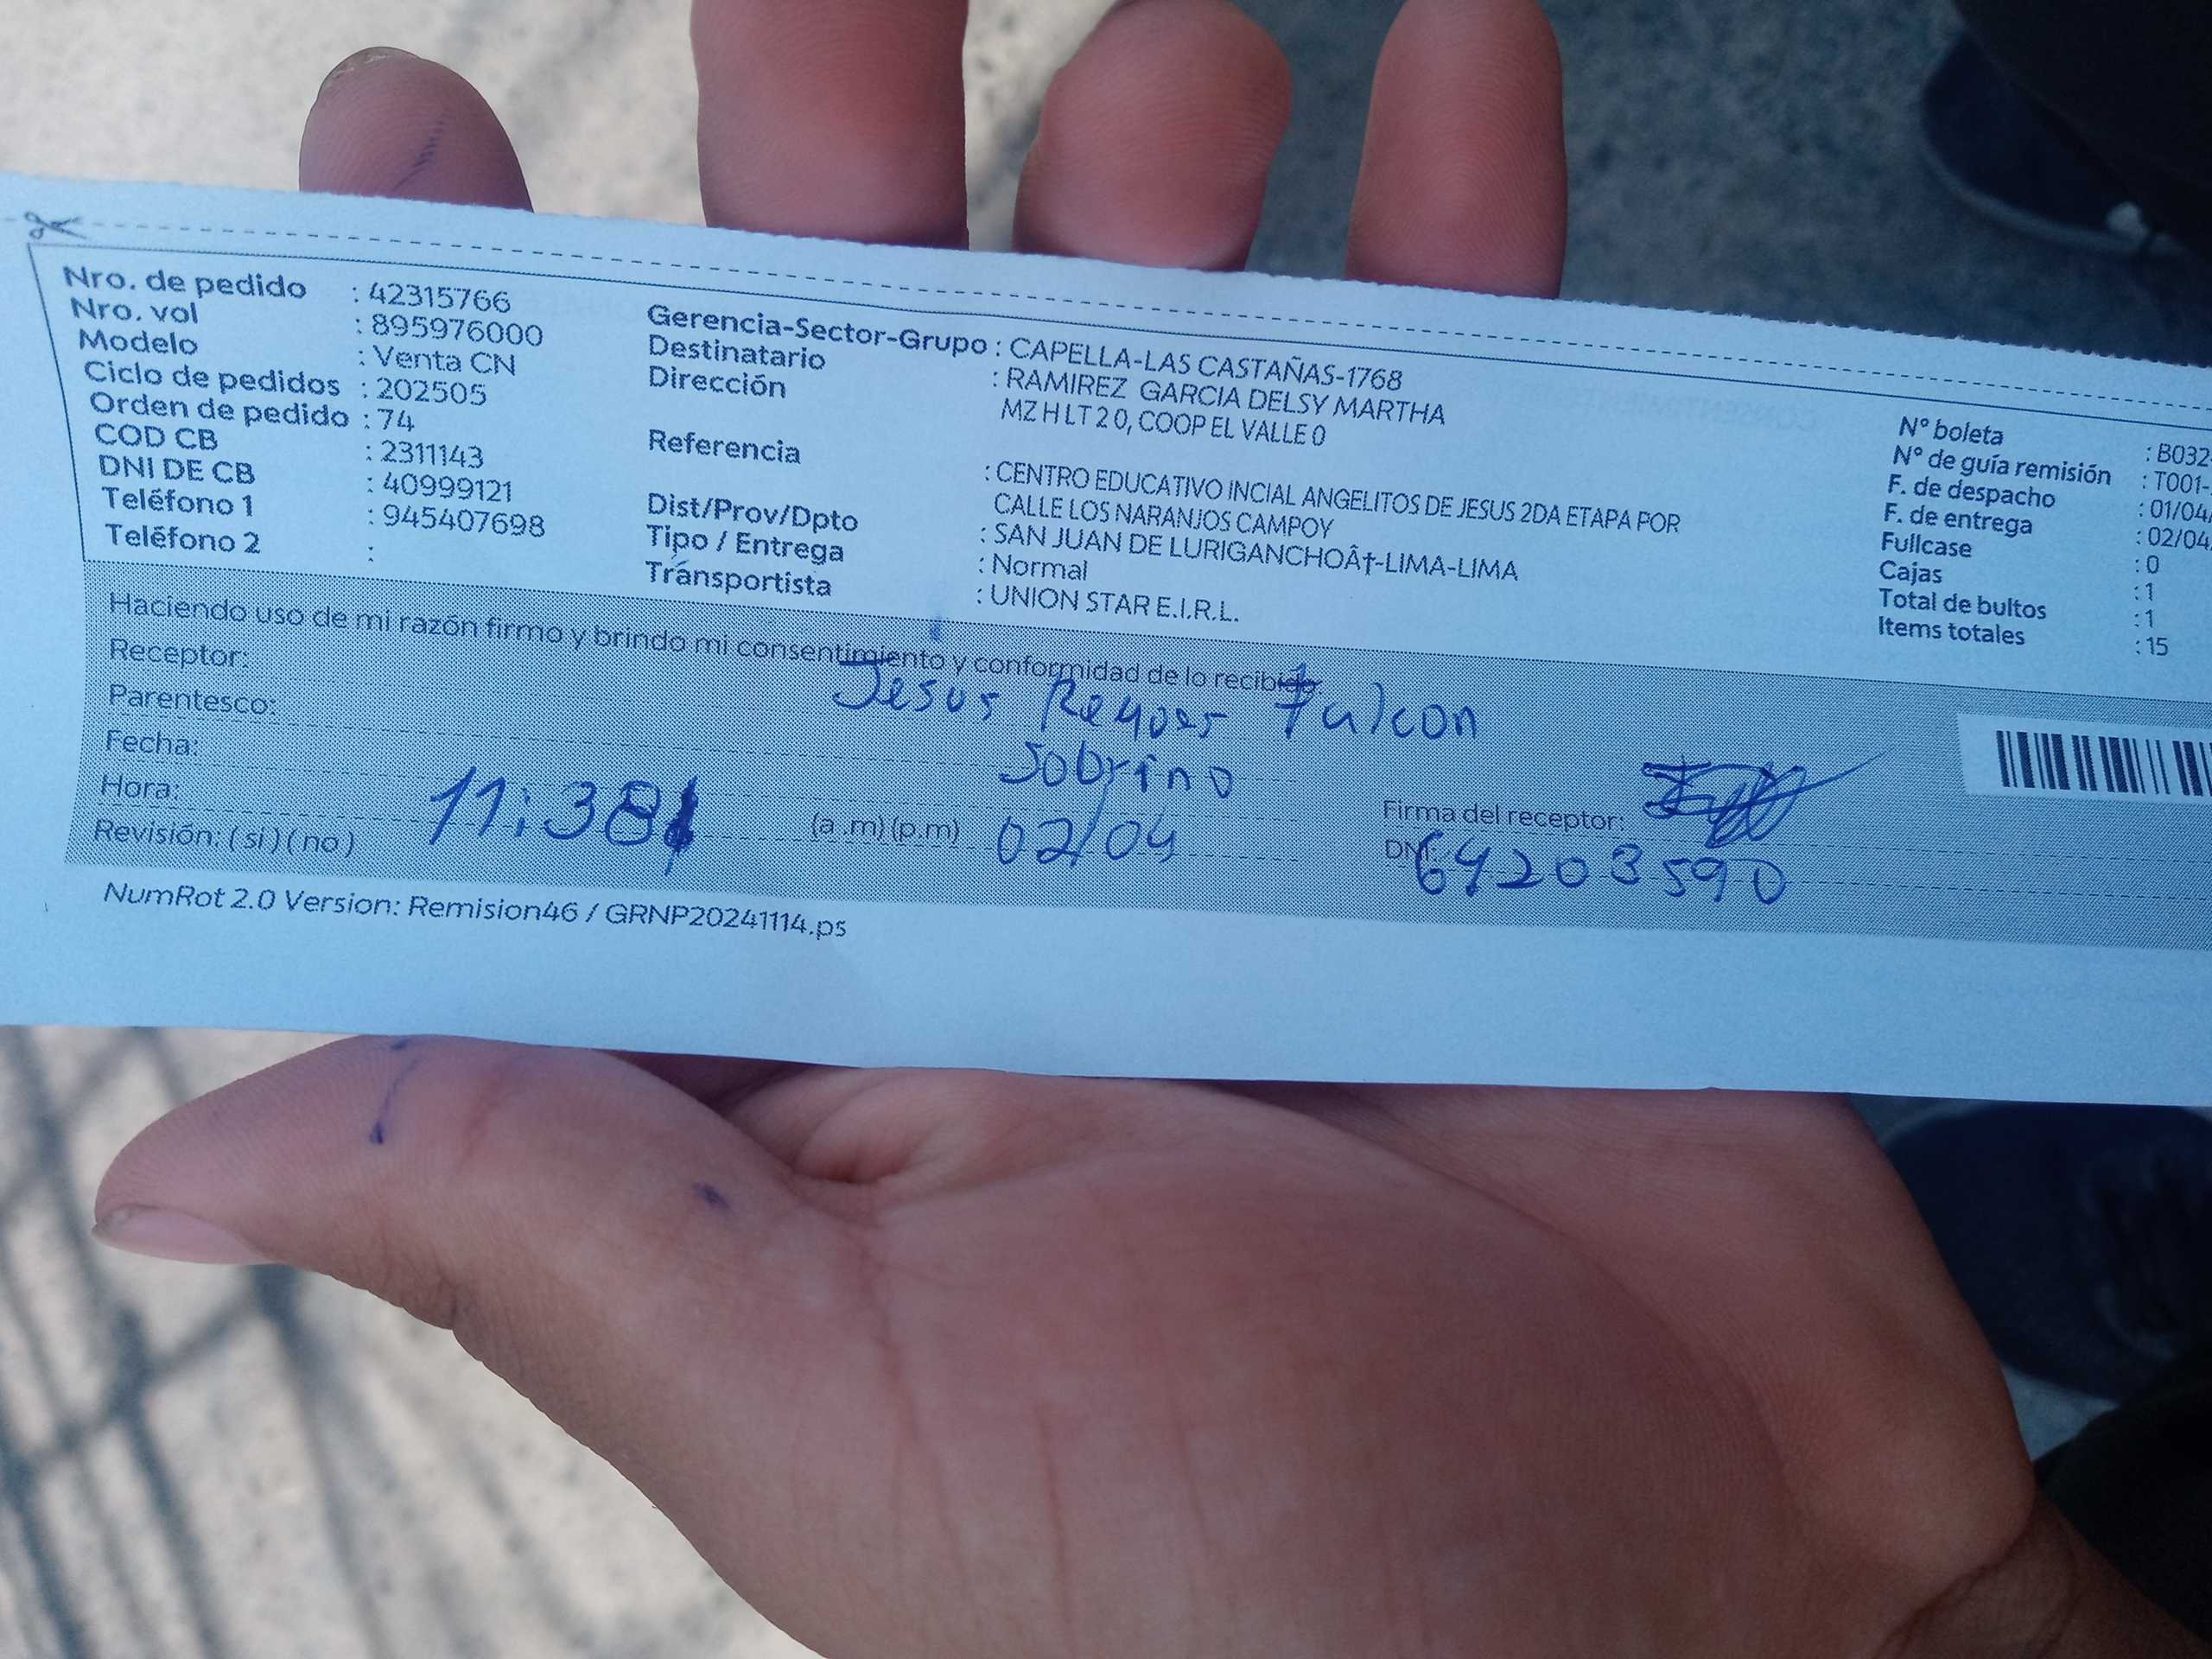 Nro. de pedido : 42315766
Nro. vol : 895976000
Modelo : Venta CN
Ciclo de pedidos : 202505
Orden de pedido : 74
COD CB : 2311143
DNI DE CB : 40999121
Teléfono 1 : 945407698
Teléfono 2 :
Gerencia-Sector-Grupo : CAPELLA-LAS CASTAÑAS-1768
Destinatario : RAMIREZ GARCIA DELSY MARTHA
Dirección MZ H LT 2 0, COOP EL VALLE 0
Referencia : CENTRO EDUCATIVO INCIAL ANGELITOS DE JESUS 2DA ETAPA POR
CALLE LOS NARANJOS CAMPOY
Dist/Prov/Dpto : SAN JUAN DE LURIGANCHOÂ†-LIMA-LIMA
Tipo / Entrega : Normal
Transportista : UNION STAR E.I.R.L.
N° boleta : B032-
N° de guía remisión : T001-
F. de despacho : 01/04/
F. de entrega : 02/04
Fullcase : 0
Cajas : 1
Total de bultos : 1
Items totales : 15
Haciendo uso de mi razón firmo y brindo mi consentimiento y conformidad de lo recibido.
Receptor: Jesus Falcon
Parentesco: Sobrino
Fecha: 02/04
Hora: 11:38 (a .m) (p.m)
Revisión: ( si ) ( no )
Firma del receptor:
DNI: 64203590
NumRot 2.0 Version: Remision46 / GRNP20241114.ps